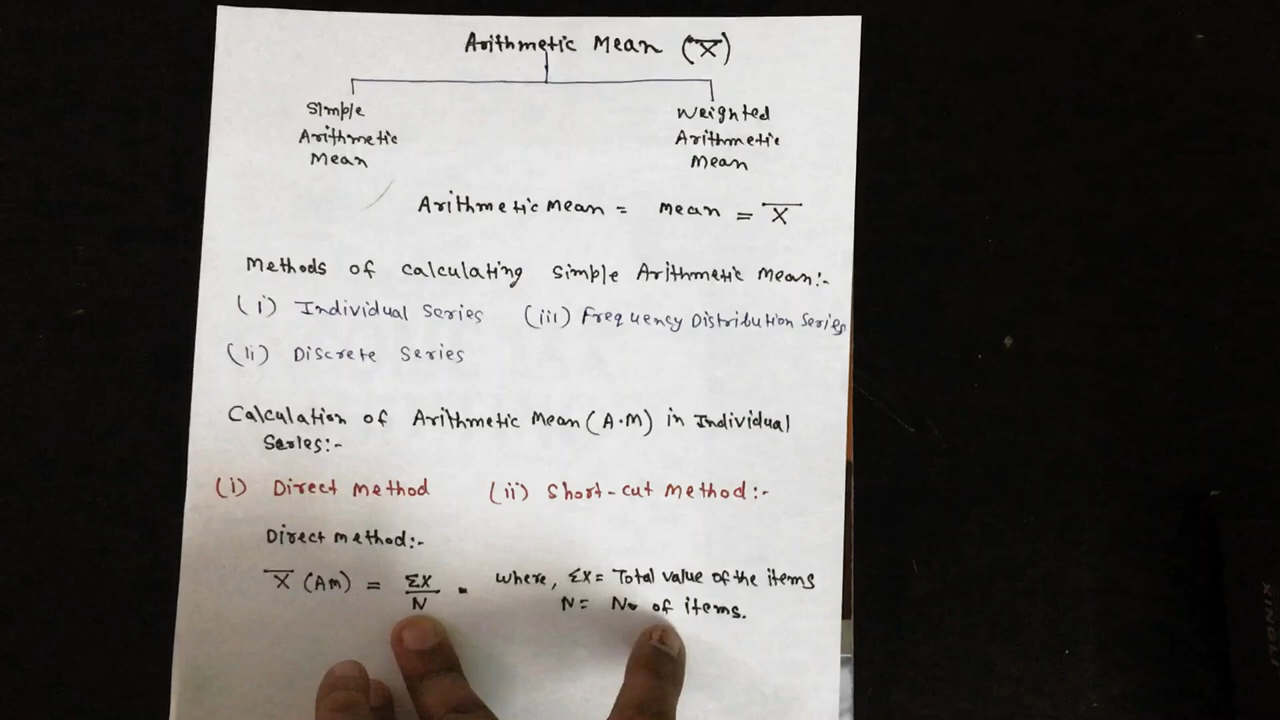 Arithmetic Mean (X̅)
Simple
Arithmetic
Mean
Weighted
Arithmetic
Mean
Arithmetic Mean = Mean = X̅
Methods of calculating Simple Arithmetic Mean:-
(i) Individual Series (iii) Frequency Distribution Series
(ii) Discrete Series
Calculation of Arithmetic Mean (A.M) in Individual
Series:-
(i) Direct Method (ii) Short-cut Method:-
Direct method:-
X̅ (AM) = ΣX/N - Where, ΣX = Total value of the items
N = No of items.